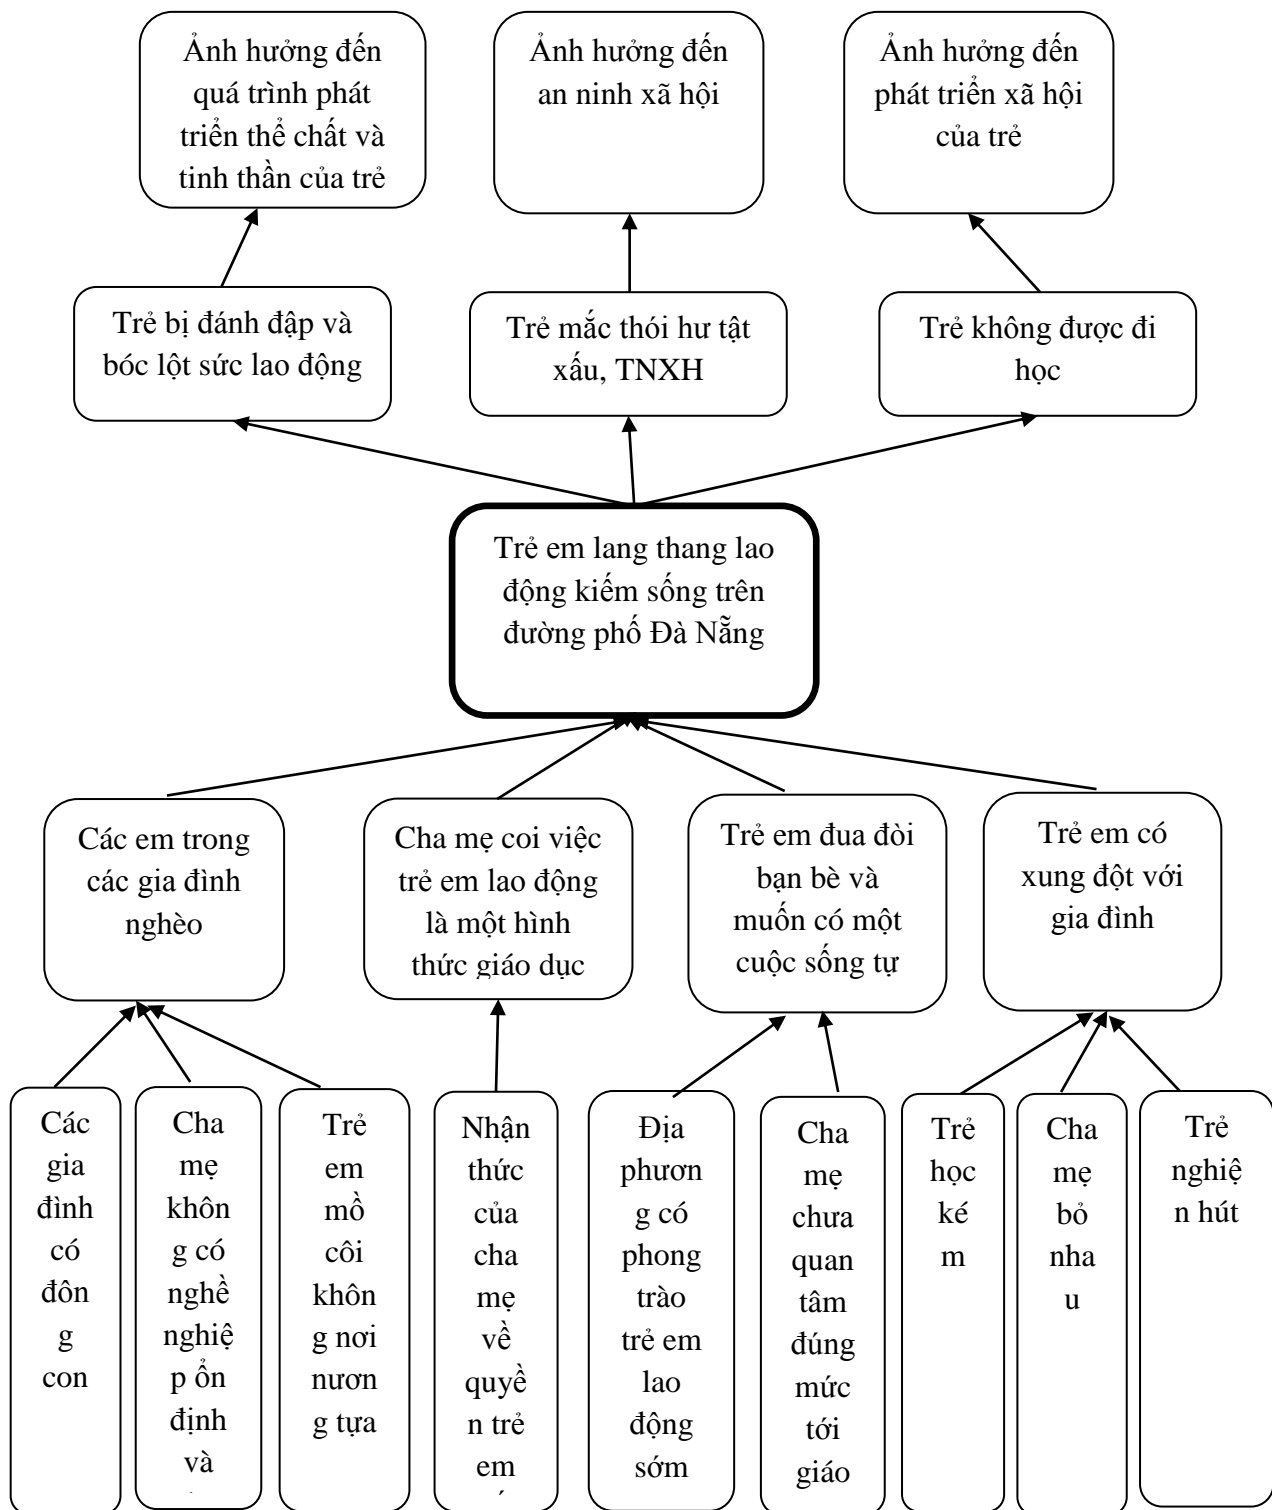 Ảnh hưởng đến
quá trình phát
triển thể chất và
tinh thần của trẻ
Ảnh hưởng đến
an ninh xã hội
Ảnh hưởng đến
phát triển xã hội
của trẻ
Trẻ bị đánh đập và
bóc lột sức lao động
Trẻ mắc thói hư tật
xấu, TNXH
Trẻ không được đi
học
Trẻ em lang thang lao
động kiếm sống trên
đường phố Đà Nẵng
Các em trong
các gia đình
nghèo
Cha mẹ coi việc
trẻ em lao động
là một hình
thức giáo dục
Trẻ em đua đòi
bạn bè và
muốn có một
cuộc sống tự
Trẻ em có
xung đột với
gia đình
Các
gia
đình
có
đôn
g
con
Cha
mẹ
khôn
g có
nghề
nghiệ
p ổn
định
và
Trẻ
em
mồ
côi
khôn
g nơi
nươn
g tựa
Nhận
thức
của
cha
mẹ
về
quyề
n trẻ
em
Địa
phươn
g có
phong
trào
trẻ em
lao
động
sớm
Cha
mẹ
chưa
quan
tâm
đúng
mức
tới
giáo
Trẻ
học
ké
m
Cha
mẹ
bỏ
nha
u
Trẻ
nghiệ
n hút